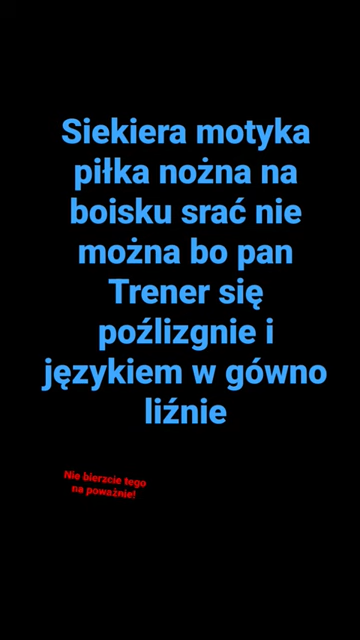 Siekiera motyka
piłka nożna na
boisku srać nie
można bo pan
Trener się
poźlizgnie i
językiem w gówno
liźnie
Nie bierzcie tego
na poważnie!